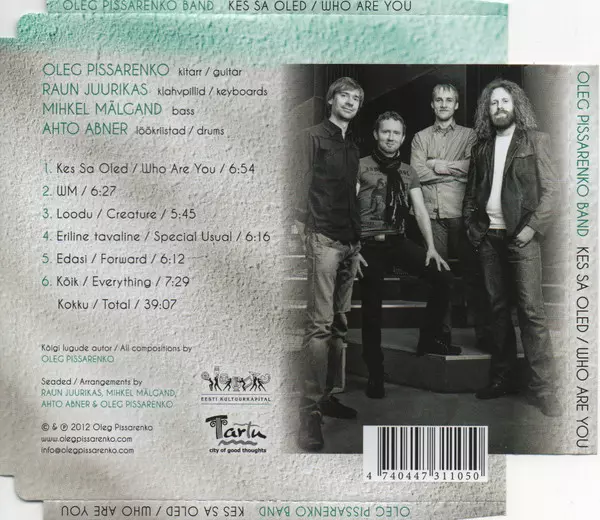 OLEG PISSARENKO BAND KES SA OLED / WHO ARE YOU
OLEG PISSARENKO kitarr / guitar
RAUN JUURIKAS klahvpillid / keyboards
MIHKEL MÄLGAND bass
AHTO ABNER löökriistad / drums
1. Kes Sa Oled / Who Are You / 6:54
2. WM / 6:27
3. Loodu / Creature / 5:45
4. Eriline tavaline / Special Usual / 6:16
5. Edasi / Forward / 6:12
6. Kõik / Everything / 7:29
Kokku / Total / 39:07
Kõigi lugude autor / All compositions by
OLEG PISSARENKO
Seaded / Arrangements by
RAUN JUURIKAS, MIHKEL MÄLGAND,
AHTO ABNER & OLEG PISSARENKO
© & ℗ 2012 Oleg Pissarenko
www.olegpissarenko.com
info@olegpissarenko.com
EESTI KULTUURKAPITAL
Tartu
city of good thoughts
4 740447 311050
OLEG PISSARENKO BAND KES SA OLED / WHO ARE YOU
OLEG PISSARENKO BAND KES SA OLED / WHO ARE YOU